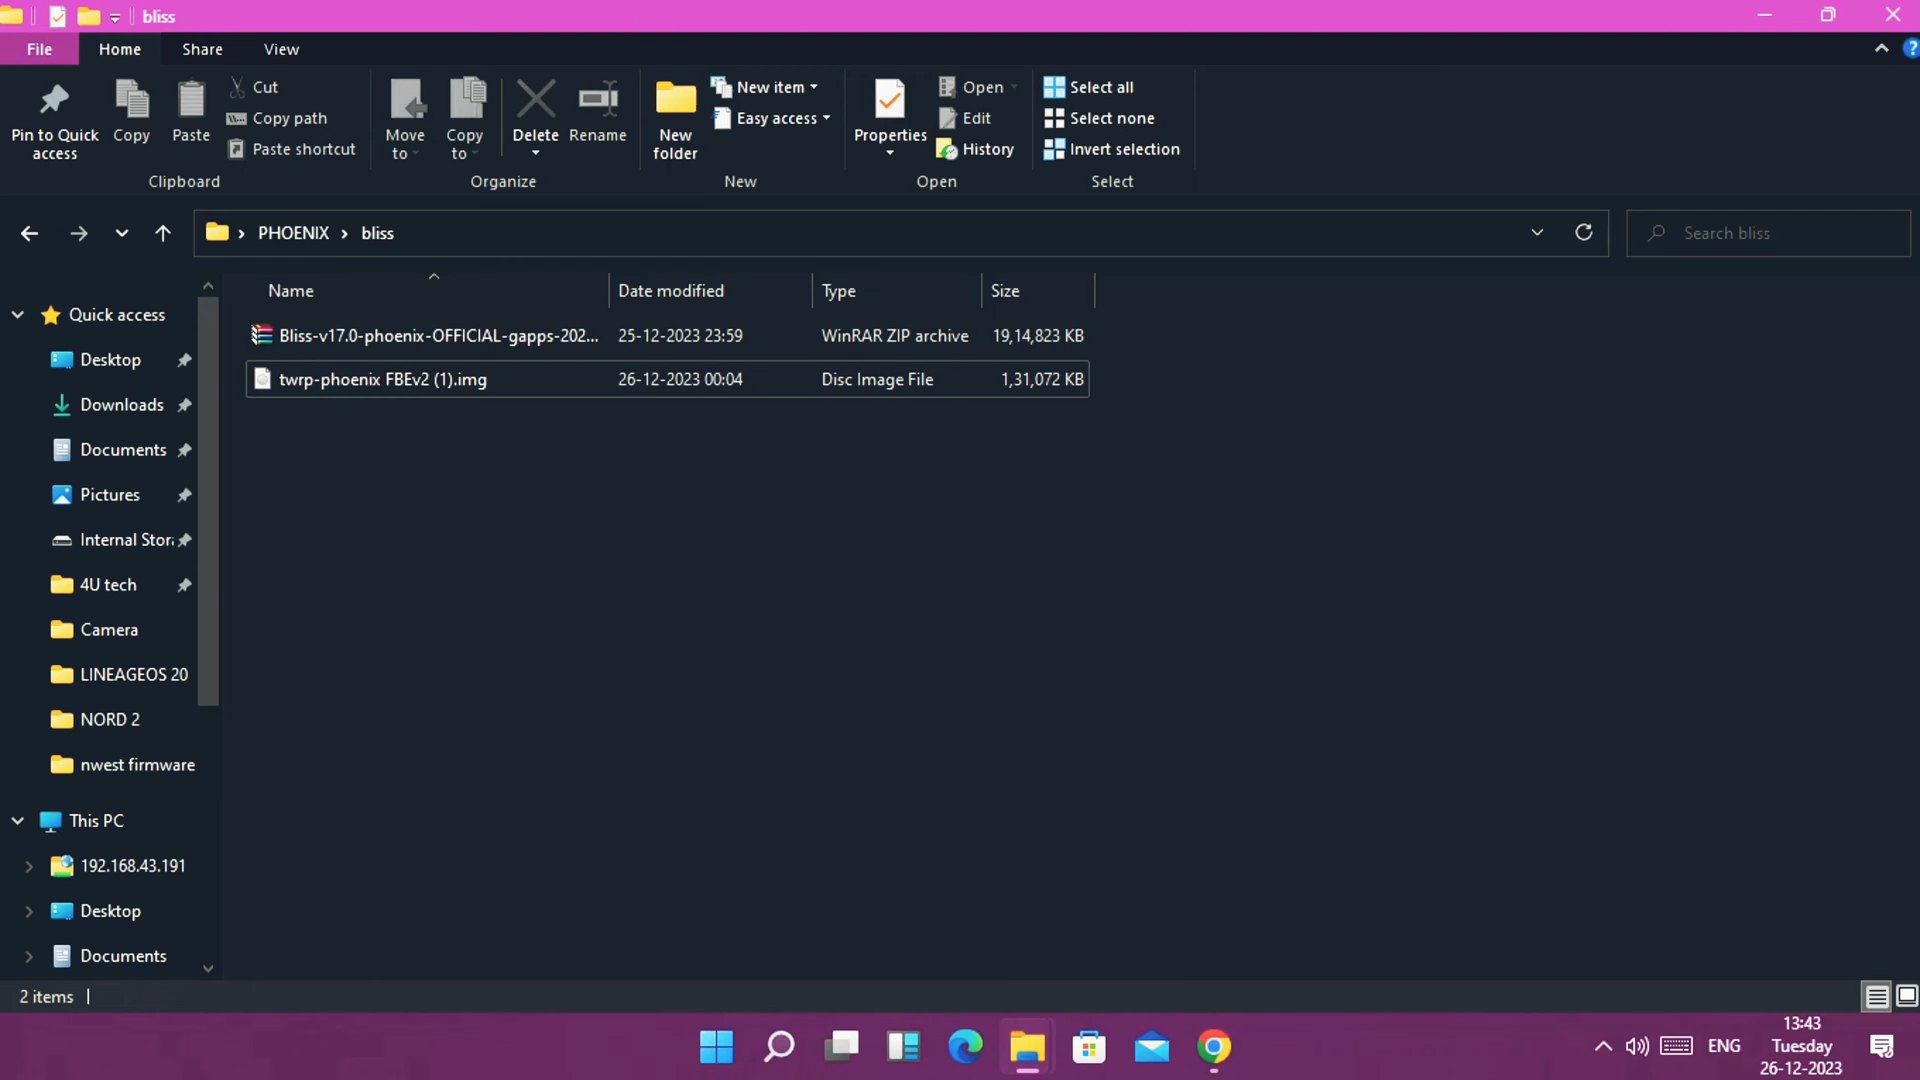 bliss
File Home Share View
Pin to Quick access
Copy
Paste
Cut
Copy path
Paste shortcut
Clipboard
Move to
Copy to
Delete
Rename
Organize
New folder
New item
Easy access
New
Properties
Open
Edit
History
Open
Select all
Select none
Invert selection
Select
PHOENIX › bliss
Search bliss
Name Date modified Type Size
Bliss-v17.0-phoenix-OFFICIAL-gapps-202... 25-12-2023 23:59 WinRAR ZIP archive 19,14,823 KB
twrp-phoenix FBEv2 (1).img 26-12-2023 00:04 Disc Image File 1,31,072 KB
Quick access
Desktop
Downloads
Documents
Pictures
Internal Stora
4U tech
Camera
LINEAGEOS 20
NORD 2
nwest firmware
This PC
192.168.43.191
Desktop
Documents
2 items
ENG
13:43
Tuesday
26-12-2023